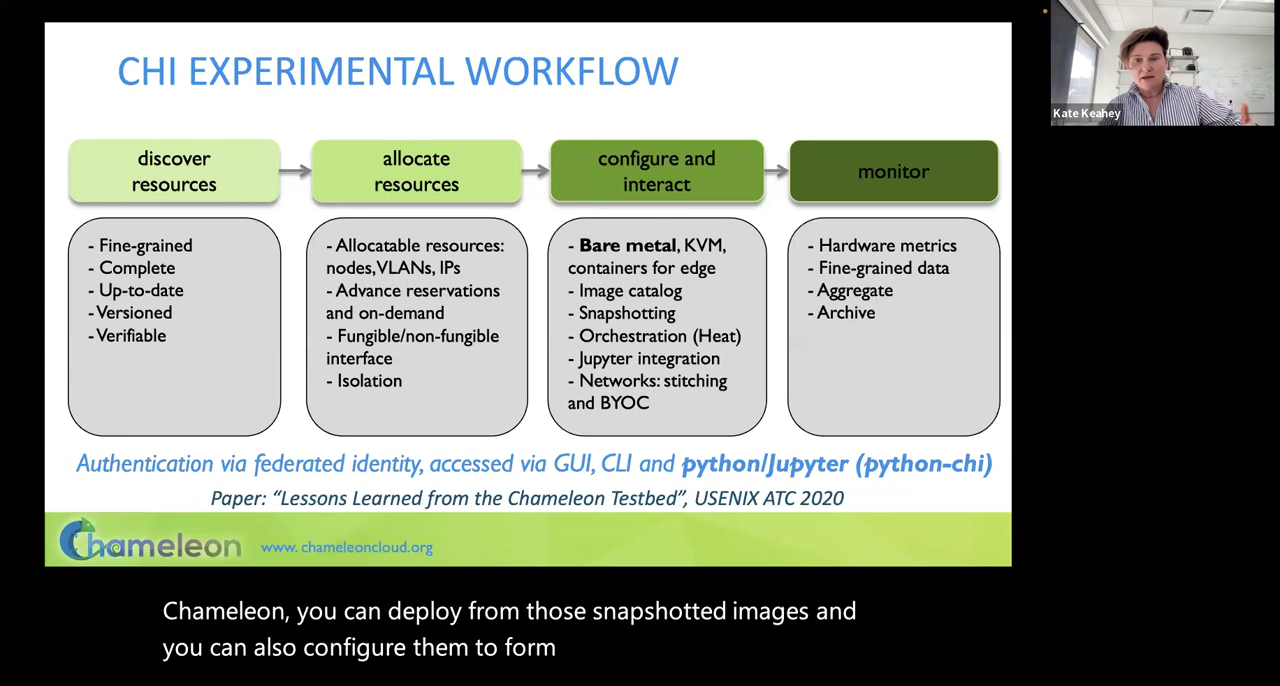 CHI EXPERIMENTAL WORKFLOW
Kate Keahey
discover
resources
allocate
resources
configure and
interact
monitor
- Fine-grained
- Complete
- Up-to-date
- Versioned
- Verifiable
- Allocatable resources:
nodes, VLANs, IPs
- Advance reservations
and on-demand
- Fungible/non-fungible
interface
- Isolation
- Bare metal, KVM,
containers for edge
- Image catalog
- Snapshotting
- Orchestration (Heat)
- Jupyter integration
- Networks: stitching
and BYOC
- Hardware metrics
- Fine-grained data
- Aggregate
- Archive
Authentication via federated identity, accessed via GUI, CLI and python/Jupyter (python-chi)
Paper: “Lessons Learned from the Chameleon Testbed”, USENIX ATC 2020
Chameleon
www. chameleoncloud.org
Chameleon, you can deploy from those snapshotted images and
you can also configure them to form